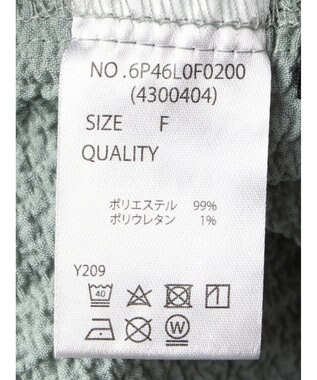 NO.6P46L0F0200
(4300404)
SIZE F
QUALITY
ポリエステル 99%
ポリウレタン 1%
Y209
40
W